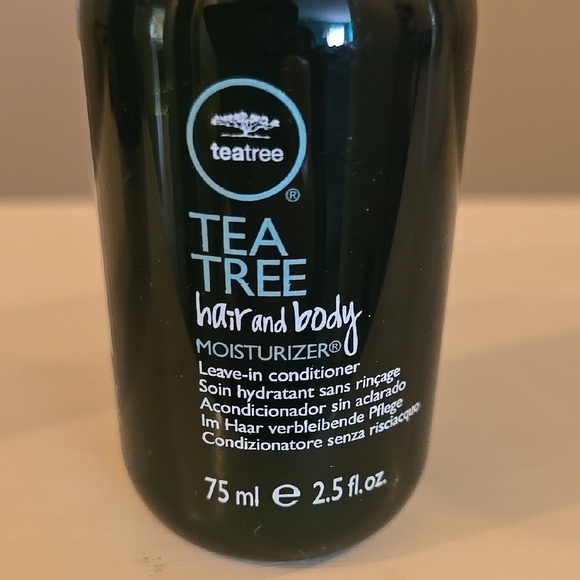 teatree
®
TEA
TREE
hair and body
MOISTURIZER®
Leave-in conditioner
Soin hydratant sans rinçage
Acondicionador sin aclarado
Im Haar verbleibende Pflege
Condizionatore senza risciacquo
75 ml e 2.5 fl.oz.